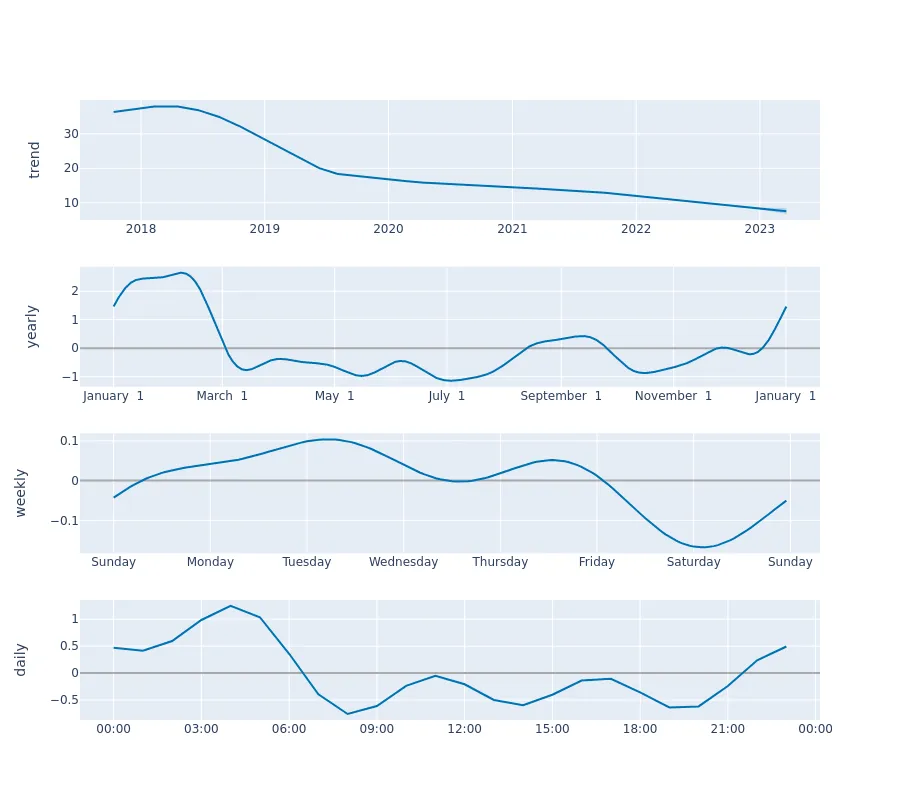 trend
30
20
10
2018 2019 2020 2021 2022 2023
yearly
2
1
0
−1
January 1 March 1 May 1 July 1 September 1 November 1 January 1
weekly
0.1
0
−0.1
Sunday Monday Tuesday Wednesday Thursday Friday Saturday Sunday
daily
1
0.5
0
−0.5
00:00 03:00 06:00 09:00 12:00 15:00 18:00 21:00 00:00